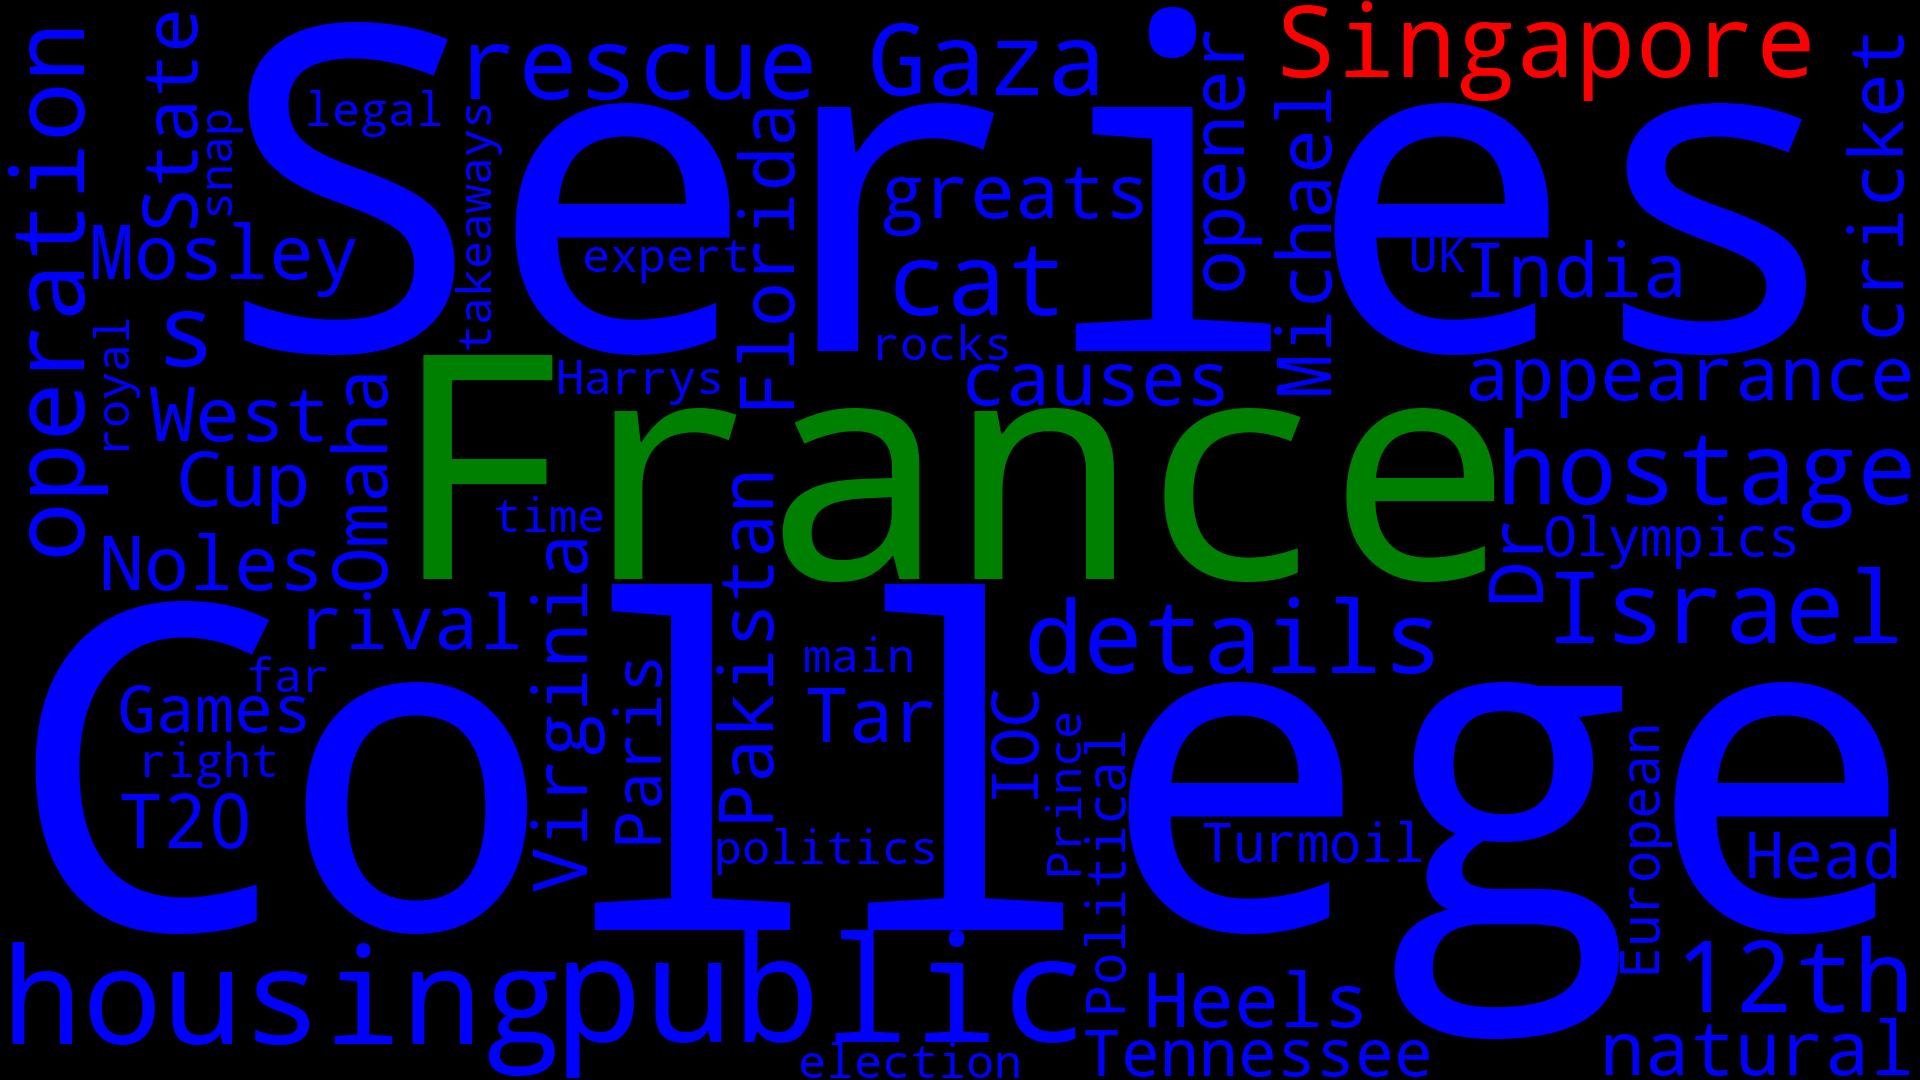 operation
State
snap
legal
rescue
Gaza
opener
Singapore
cricket
Series
takeaways
Florida
greats
Michael
Mosley
expert
cat
UK
India
s
royal
rocks
Harrys
causes
appearance
West
Omaha
France
Cup
hostage
time
Pakistan
Dr
Olympics
Noles
Virginia
Israel
rival
details
College
far
Paris
main
Games
Tar
IOC
Prince
Political
European
right
T20
politics
Turmoil
Head
housing
public
12th
Heels
election
Tennessee
natural